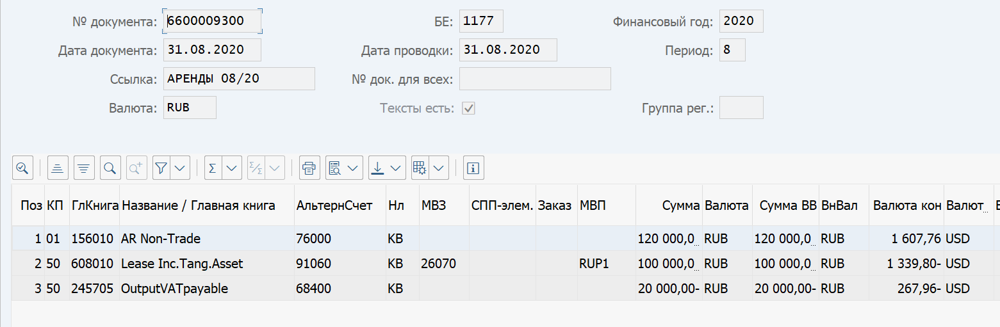 № документа: 6600009300 БЕ: 1177 Финансовый год: 2020
Дата документа: 31.08.2020 Дата проводки: 31.08.2020 Период: 8
Ссылка: АРЕНДЫ 08/20 № док. для всех:
Валюта: RUB Тексты есть: Группа рег.:
Поз КП ГлКнига Название / Главная книга АльтернСчет Нл МВЗ СПП-элем. Заказ МВП Сумма Валюта Сумма ВВ ВнВал Валюта кон Валют...
1 01 156010 AR Non-Trade 76000 KB 120 000,0... RUB 120 000,0... RUB 1 607,76 USD
2 50 608010 Lease Inc.Tang.Asset 91060 KB 26070 RUP1 100 000,0... RUB 100 000,0... RUB 1 339,80- USD
3 50 245705 OutputVATpayable 68400 KB 20 000,00- RUB 20 000,00- RUB 267,96- USD